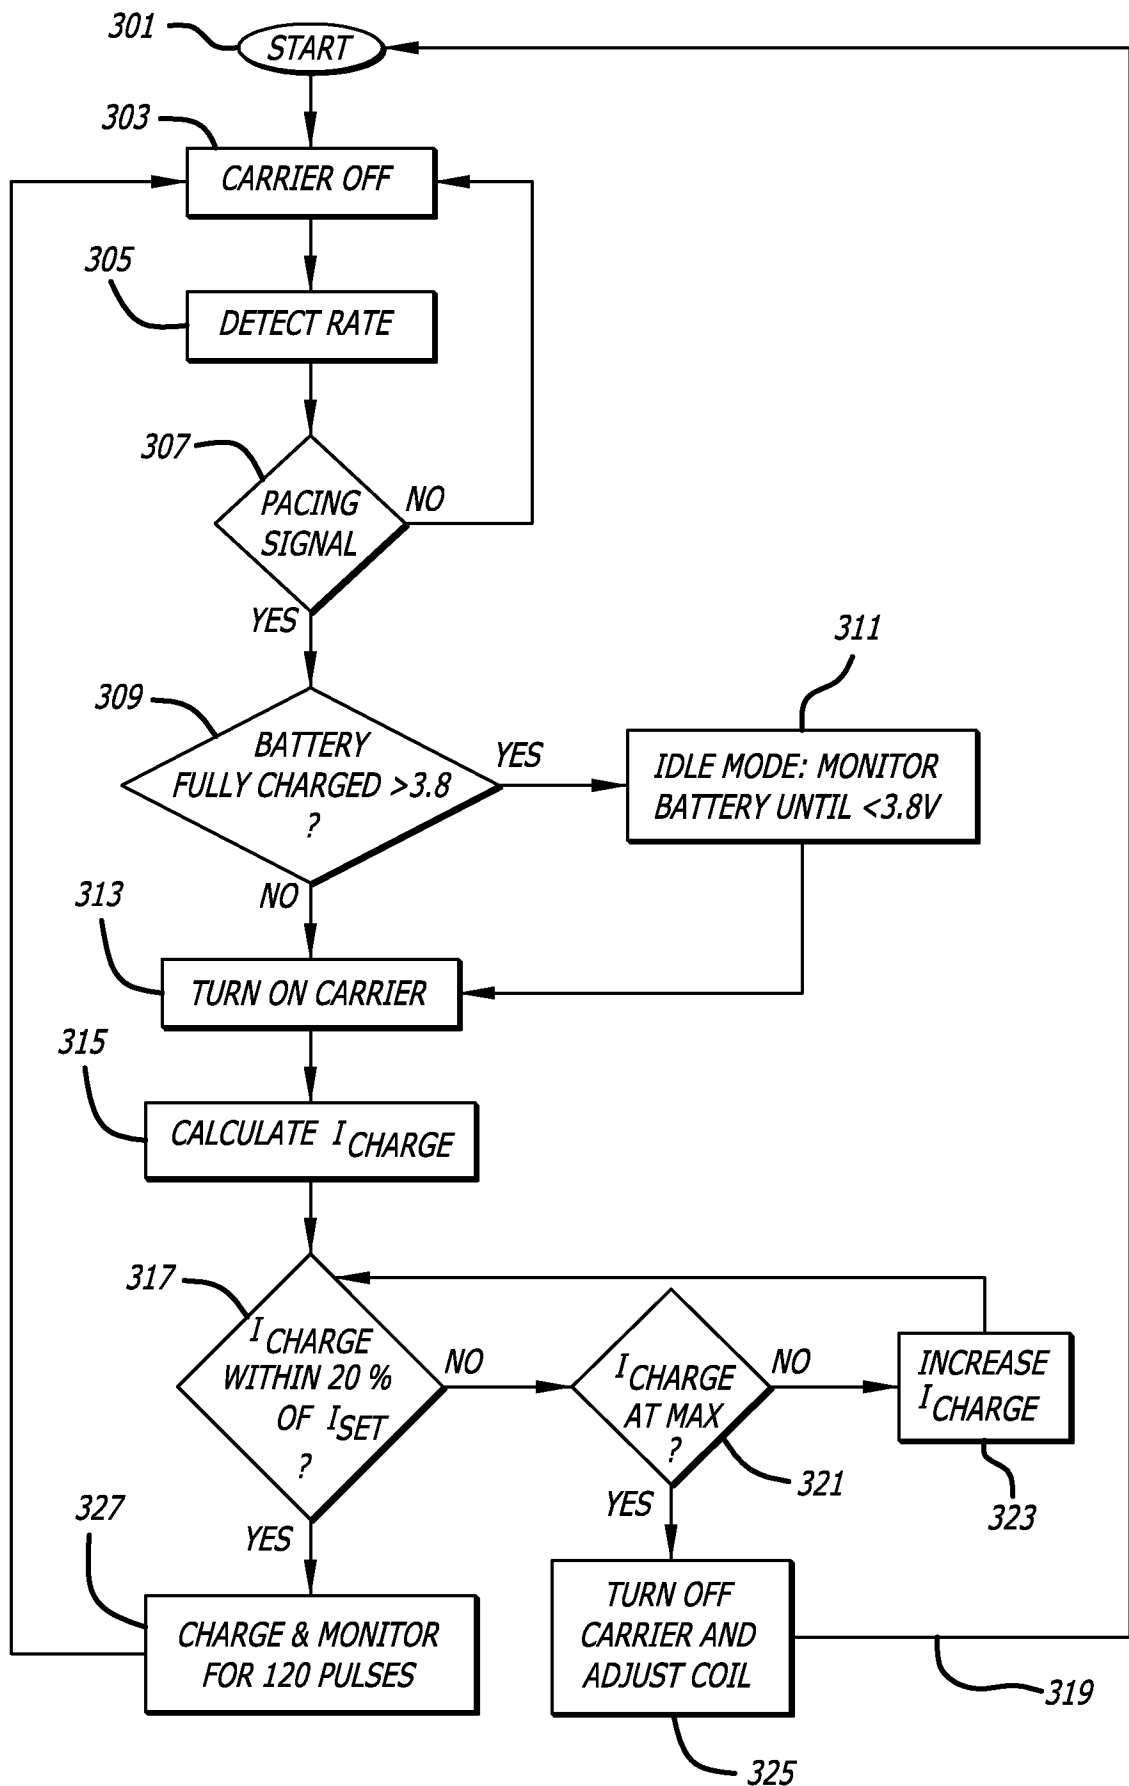 301
START
303
CARRIER OFF
305
DETECT RATE
307
PACING
SIGNAL
NO
YES
309
BATTERY
FULLY CHARGED >3.8
?
YES
311
IDLE MODE: MONITOR
BATTERY UNTIL <3.8V
NO
313
TURN ON CARRIER
315
CALCULATE I CHARGE
317
I CHARGE
WITHIN 20 %
OF I SET
?
NO
I CHARGE
AT MAX
?
321
NO
INCREASE
I CHARGE
323
YES
327
CHARGE & MONITOR
FOR 120 PULSES
YES
TURN OFF
CARRIER AND
ADJUST COIL
319
325